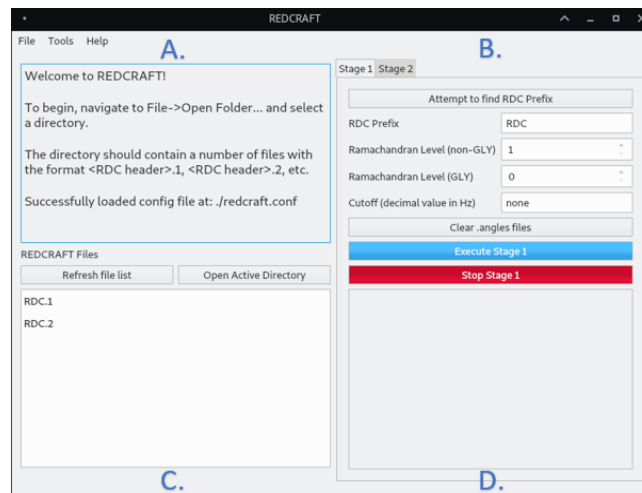 REDCRAFT
File Tools Help
A.
B.
Welcome to REDCRAFT!
To begin, navigate to File->Open Folder... and select
a directory.
The directory should contain a number of files with
the format <RDC header>.1, <RDC header>.2, etc.
Successfully loaded config file at: ./redcraft.conf
REDCRAFT Files
Refresh file list Open Active Directory
RDC.1
RDC.2
C.
Stage 1 Stage 2
Attempt to find RDC Prefix
RDC Prefix RDC
Ramachandran Level (non-GLY) 1
Ramachandran Level (GLY) 0
Cutoff (decimal value in Hz) none
Clear .angles files
Execute Stage 1
Stop Stage 1
D.